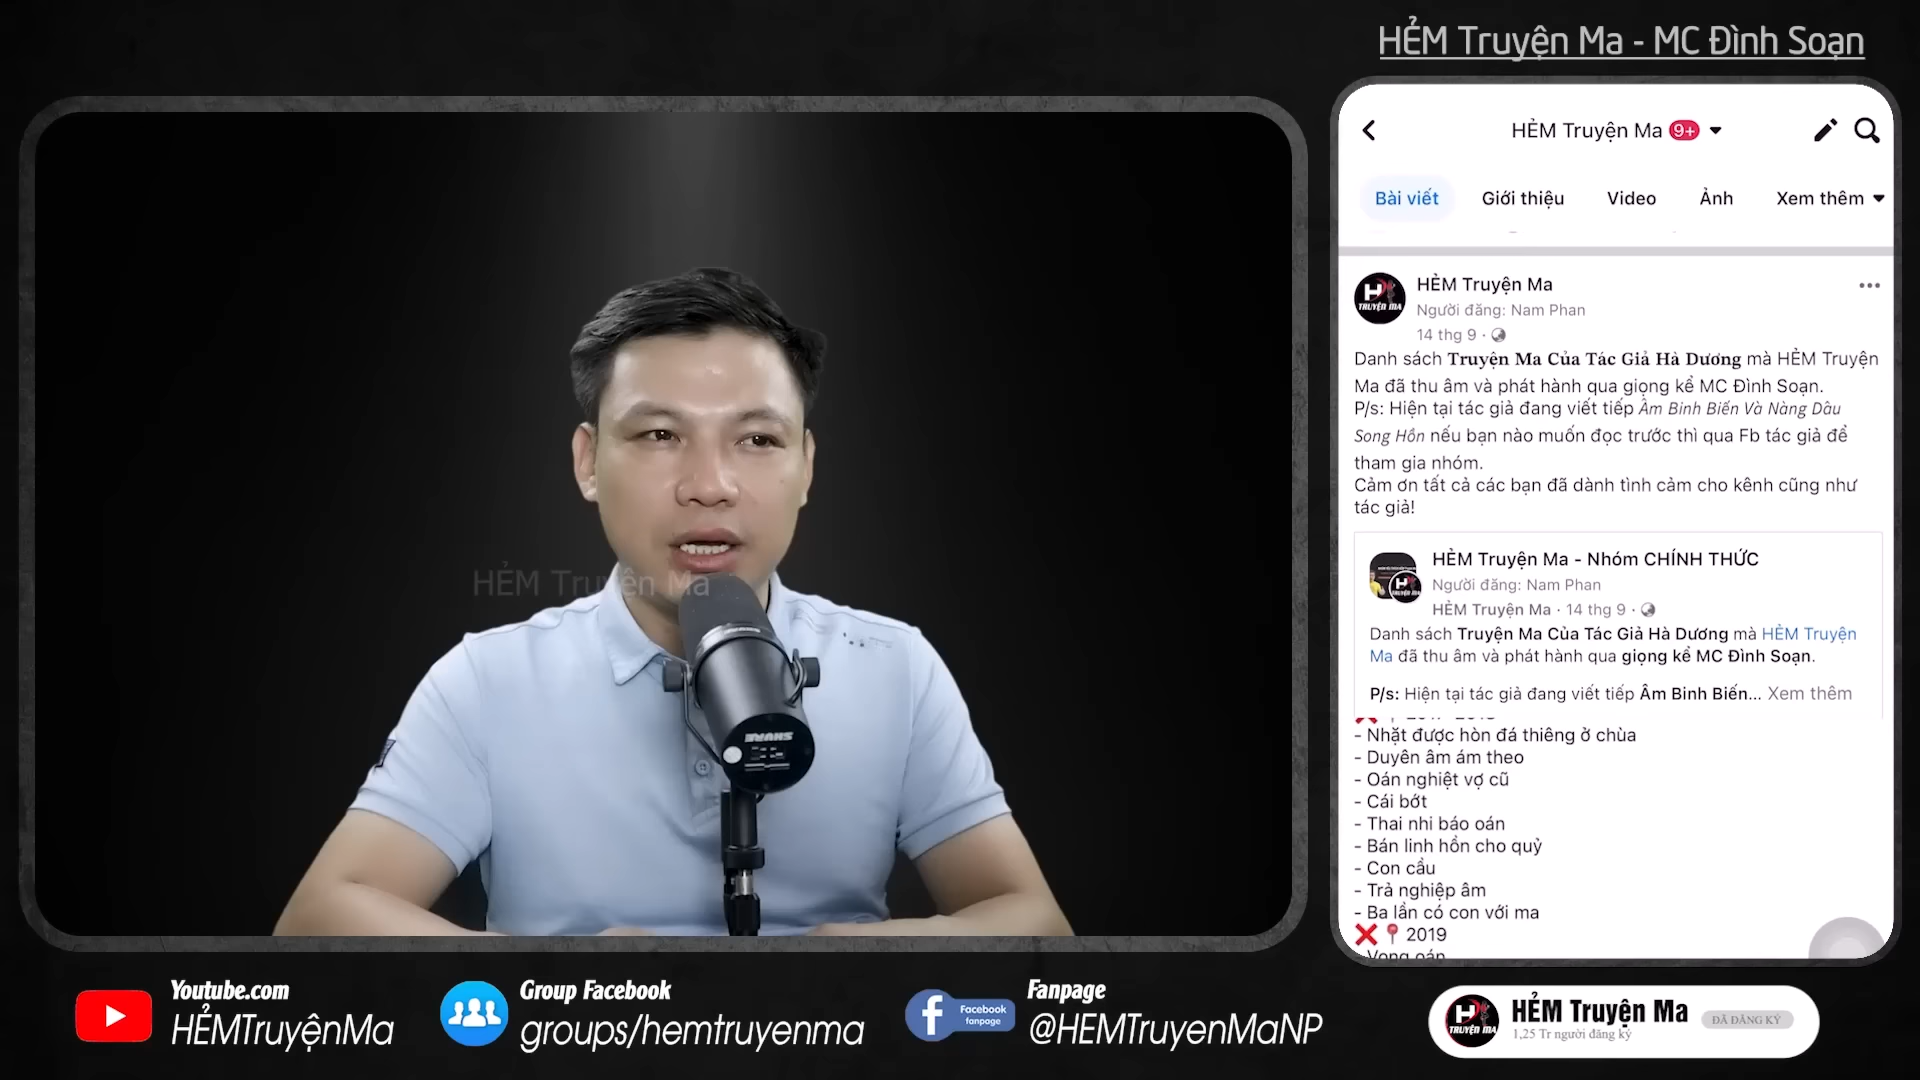 HẺM Truyện Ma - MC Đình Soạn
HẺM Truyện Ma 9+
Bài viết Giới thiệu Video Ảnh Xem thêm
HẺM Truyện Ma
Người đăng: Nam Phan
14 thg 9 ·
Danh sách Truyện Ma Của Tác Giả Hà Dương mà HẺM Truyện
Ma đã thu âm và phát hành qua giọng kể MC Đình Soạn.
P/s: Hiện tại tác giả đang viết tiếp Âm Binh Biến Và Nàng Dâu
Song Hồn nếu bạn nào muốn đọc trước thì qua Fb tác giả để
tham gia nhóm.
Cảm ơn tất cả các bạn đã dành tình cảm cho kênh cũng như
tác giả!
HẺM Truyện Ma - Nhóm CHÍNH THỨC
Người đăng: Nam Phan
HẺM Truyện Ma · 14 thg 9 ·
Danh sách Truyện Ma Của Tác Giả Hà Dương mà HẺM Truyện
Ma đã thu âm và phát hành qua giọng kể MC Đình Soạn.
P/s: Hiện tại tác giả đang viết tiếp Âm Binh Biến... Xem thêm
- Nhặt được hòn đá thiêng ở chùa
- Duyên âm ám theo
- Oán nghiệt vợ cũ
- Cái bớt
- Thai nhi báo oán
- Bán linh hồn cho quỷ
- Con cầu
- Trả nghiệp âm
- Ba lần có con với ma
2019
- Vong oán
HẺM Truyện Ma
SHURE
Youtube.com
HẺMTruyệnMa
Group Facebook
groups/hemtruyenma
Facebook
fanpage
Fanpage
@HEMTruyenMaNP
H
TRUYỆN MA
HẺM Truyện Ma
1,25 Tr người đăng ký
ĐÃ ĐĂNG KÝ